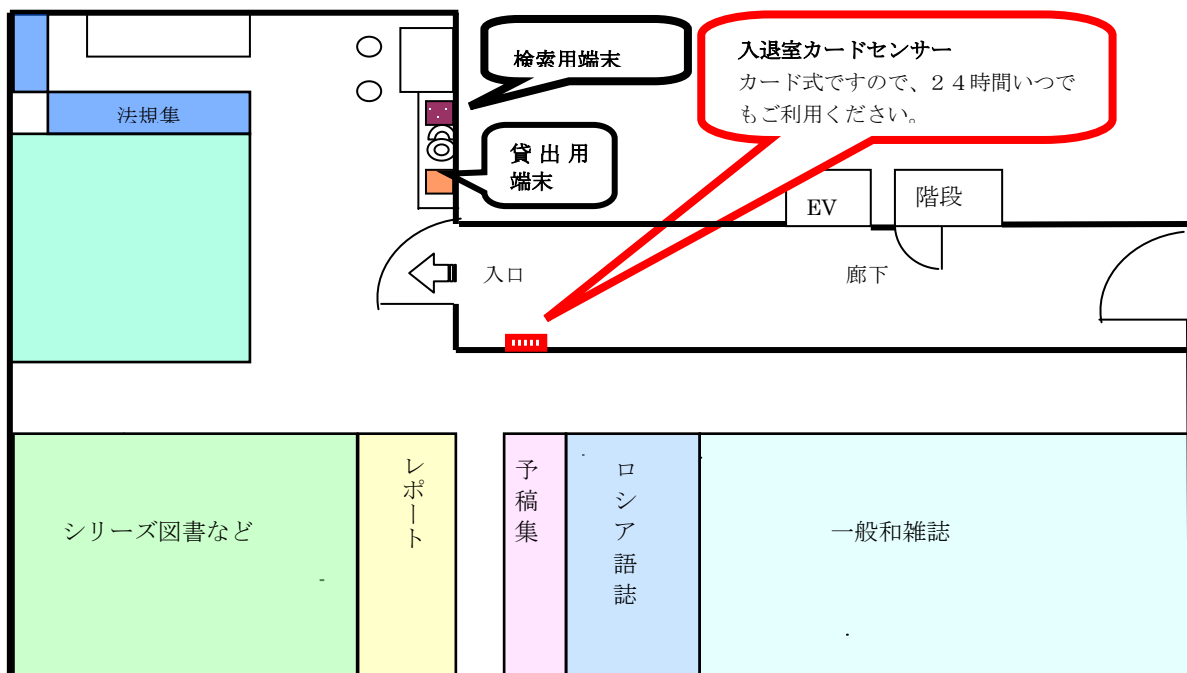 検索用端末
入退室カードセンサー
カード式ですので、２４時間いつで
もご利用ください。
法規集
貸出用
端末
EV
階段
入口
廊下
シリーズ図書など
レポート
予稿集
ロシア語誌
一般和雑誌